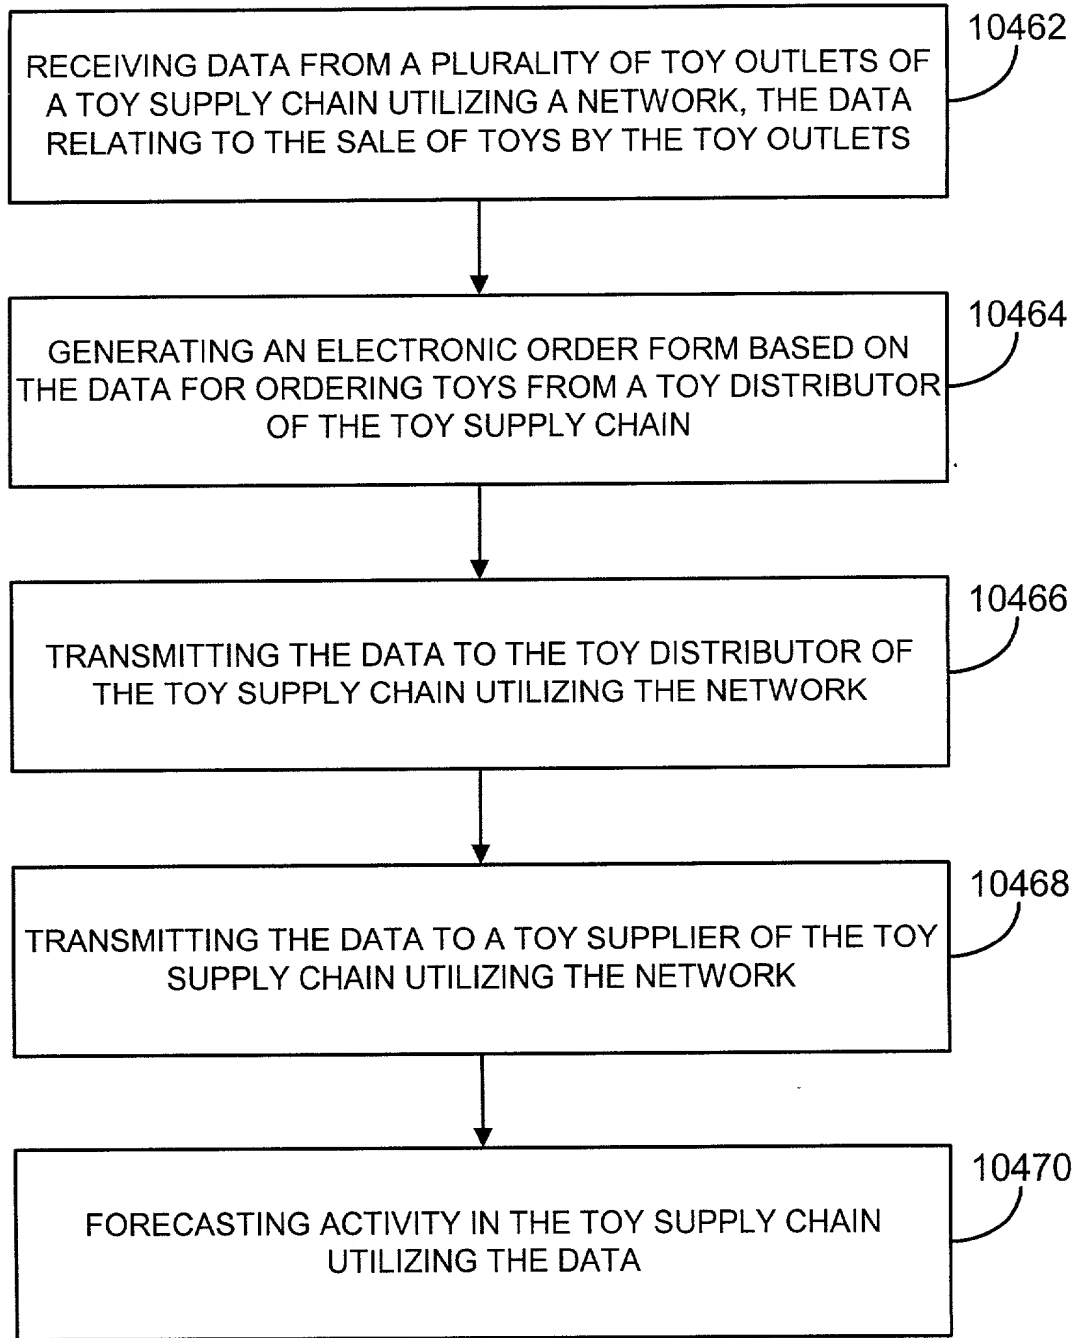 10462
RECEIVING DATA FROM A PLURALITY OF TOY OUTLETS OF
A TOY SUPPLY CHAIN UTILIZING A NETWORK, THE DATA
RELATING TO THE SALE OF TOYS BY THE TOY OUTLETS
10464
GENERATING AN ELECTRONIC ORDER FORM BASED ON
THE DATA FOR ORDERING TOYS FROM A TOY DISTRIBUTOR
OF THE TOY SUPPLY CHAIN
10466
TRANSMITTING THE DATA TO THE TOY DISTRIBUTOR OF
THE TOY SUPPLY CHAIN UTILIZING THE NETWORK
10468
TRANSMITTING THE DATA TO A TOY SUPPLIER OF THE TOY
SUPPLY CHAIN UTILIZING THE NETWORK
10470
FORECASTING ACTIVITY IN THE TOY SUPPLY CHAIN
UTILIZING THE DATA